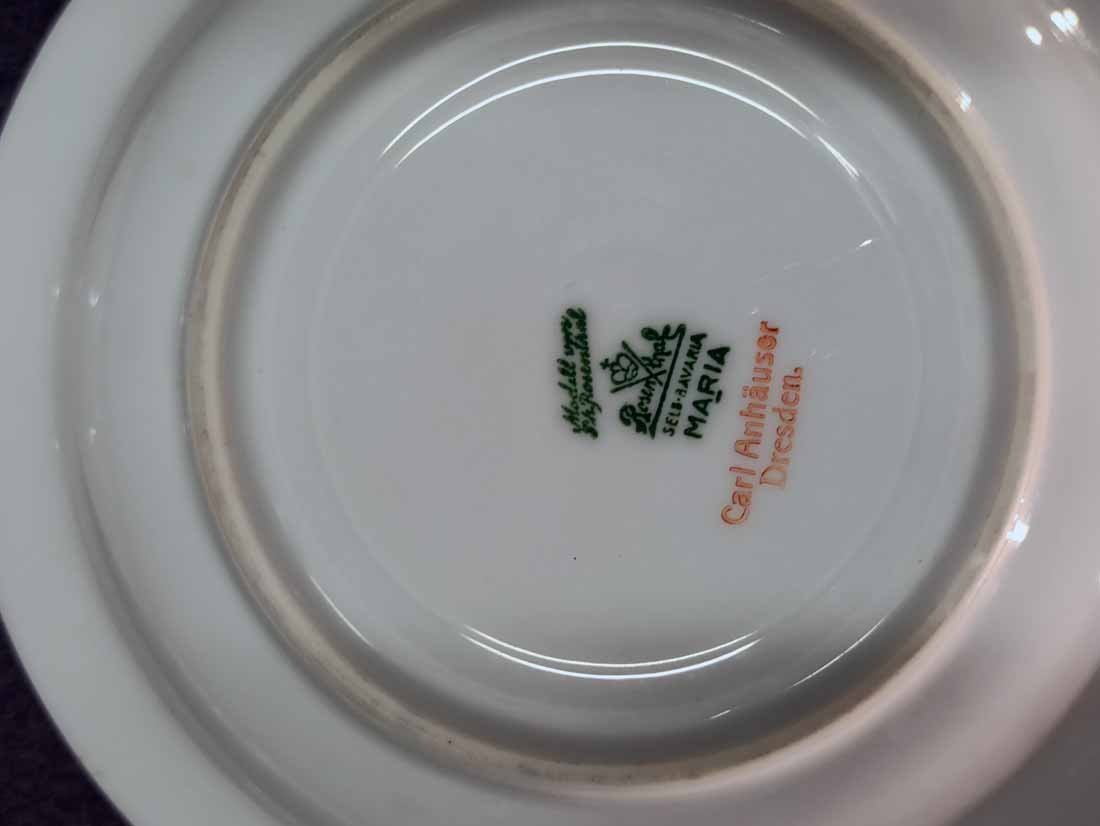 Modell von
Ph. Rosenthal
Rosenthal
SELB-BAVARIA
MARIA
Carl Anhäuser
Dresden.